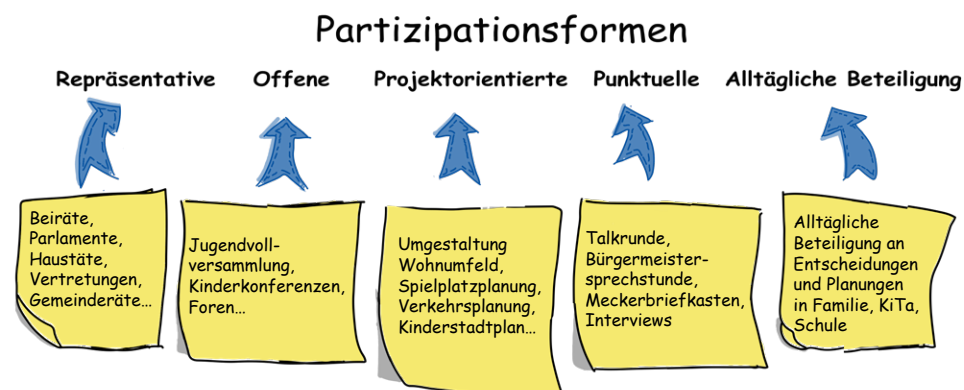 Partizipationsformen
Repräsentative
Offene
Projektorientierte
Punktuelle
Alltägliche Beteiligung
Beiräte,
Parlamente,
Haustäte,
Vertretungen,
Gemeinderäte...
Jugendvoll-
versammlung,
Kinderkonferenzen,
Foren...
Umgestaltung
Wohnumfeld,
Spielplatzplanung,
Verkehrsplanung,
Kinderstadtplan...
Talkrunde,
Bürgermeister-
sprechstunde,
Meckerbriefkasten,
Interviews
Alltägliche
Beteiligung an
Entscheidungen
und Planungen
in Familie, KiTa,
Schule